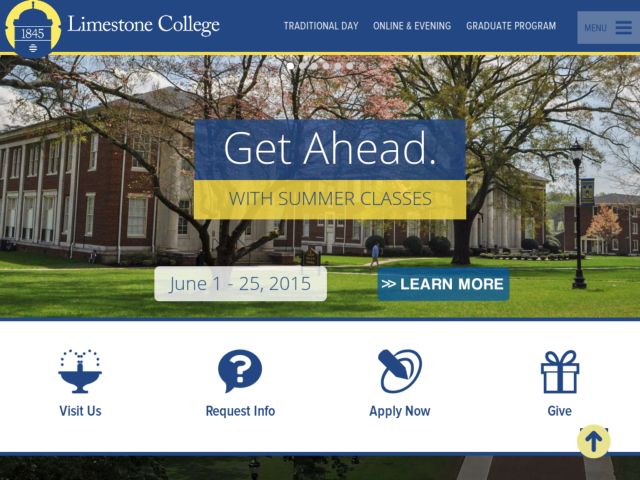 1845
Limestone College
TRADITIONAL DAY
ONLINE & EVENING
GRADUATE PROGRAM
MENU
Get Ahead.
WITH SUMMER CLASSES
June 1 - 25, 2015
>> LEARN MORE
Visit Us
Request Info
Apply Now
Give